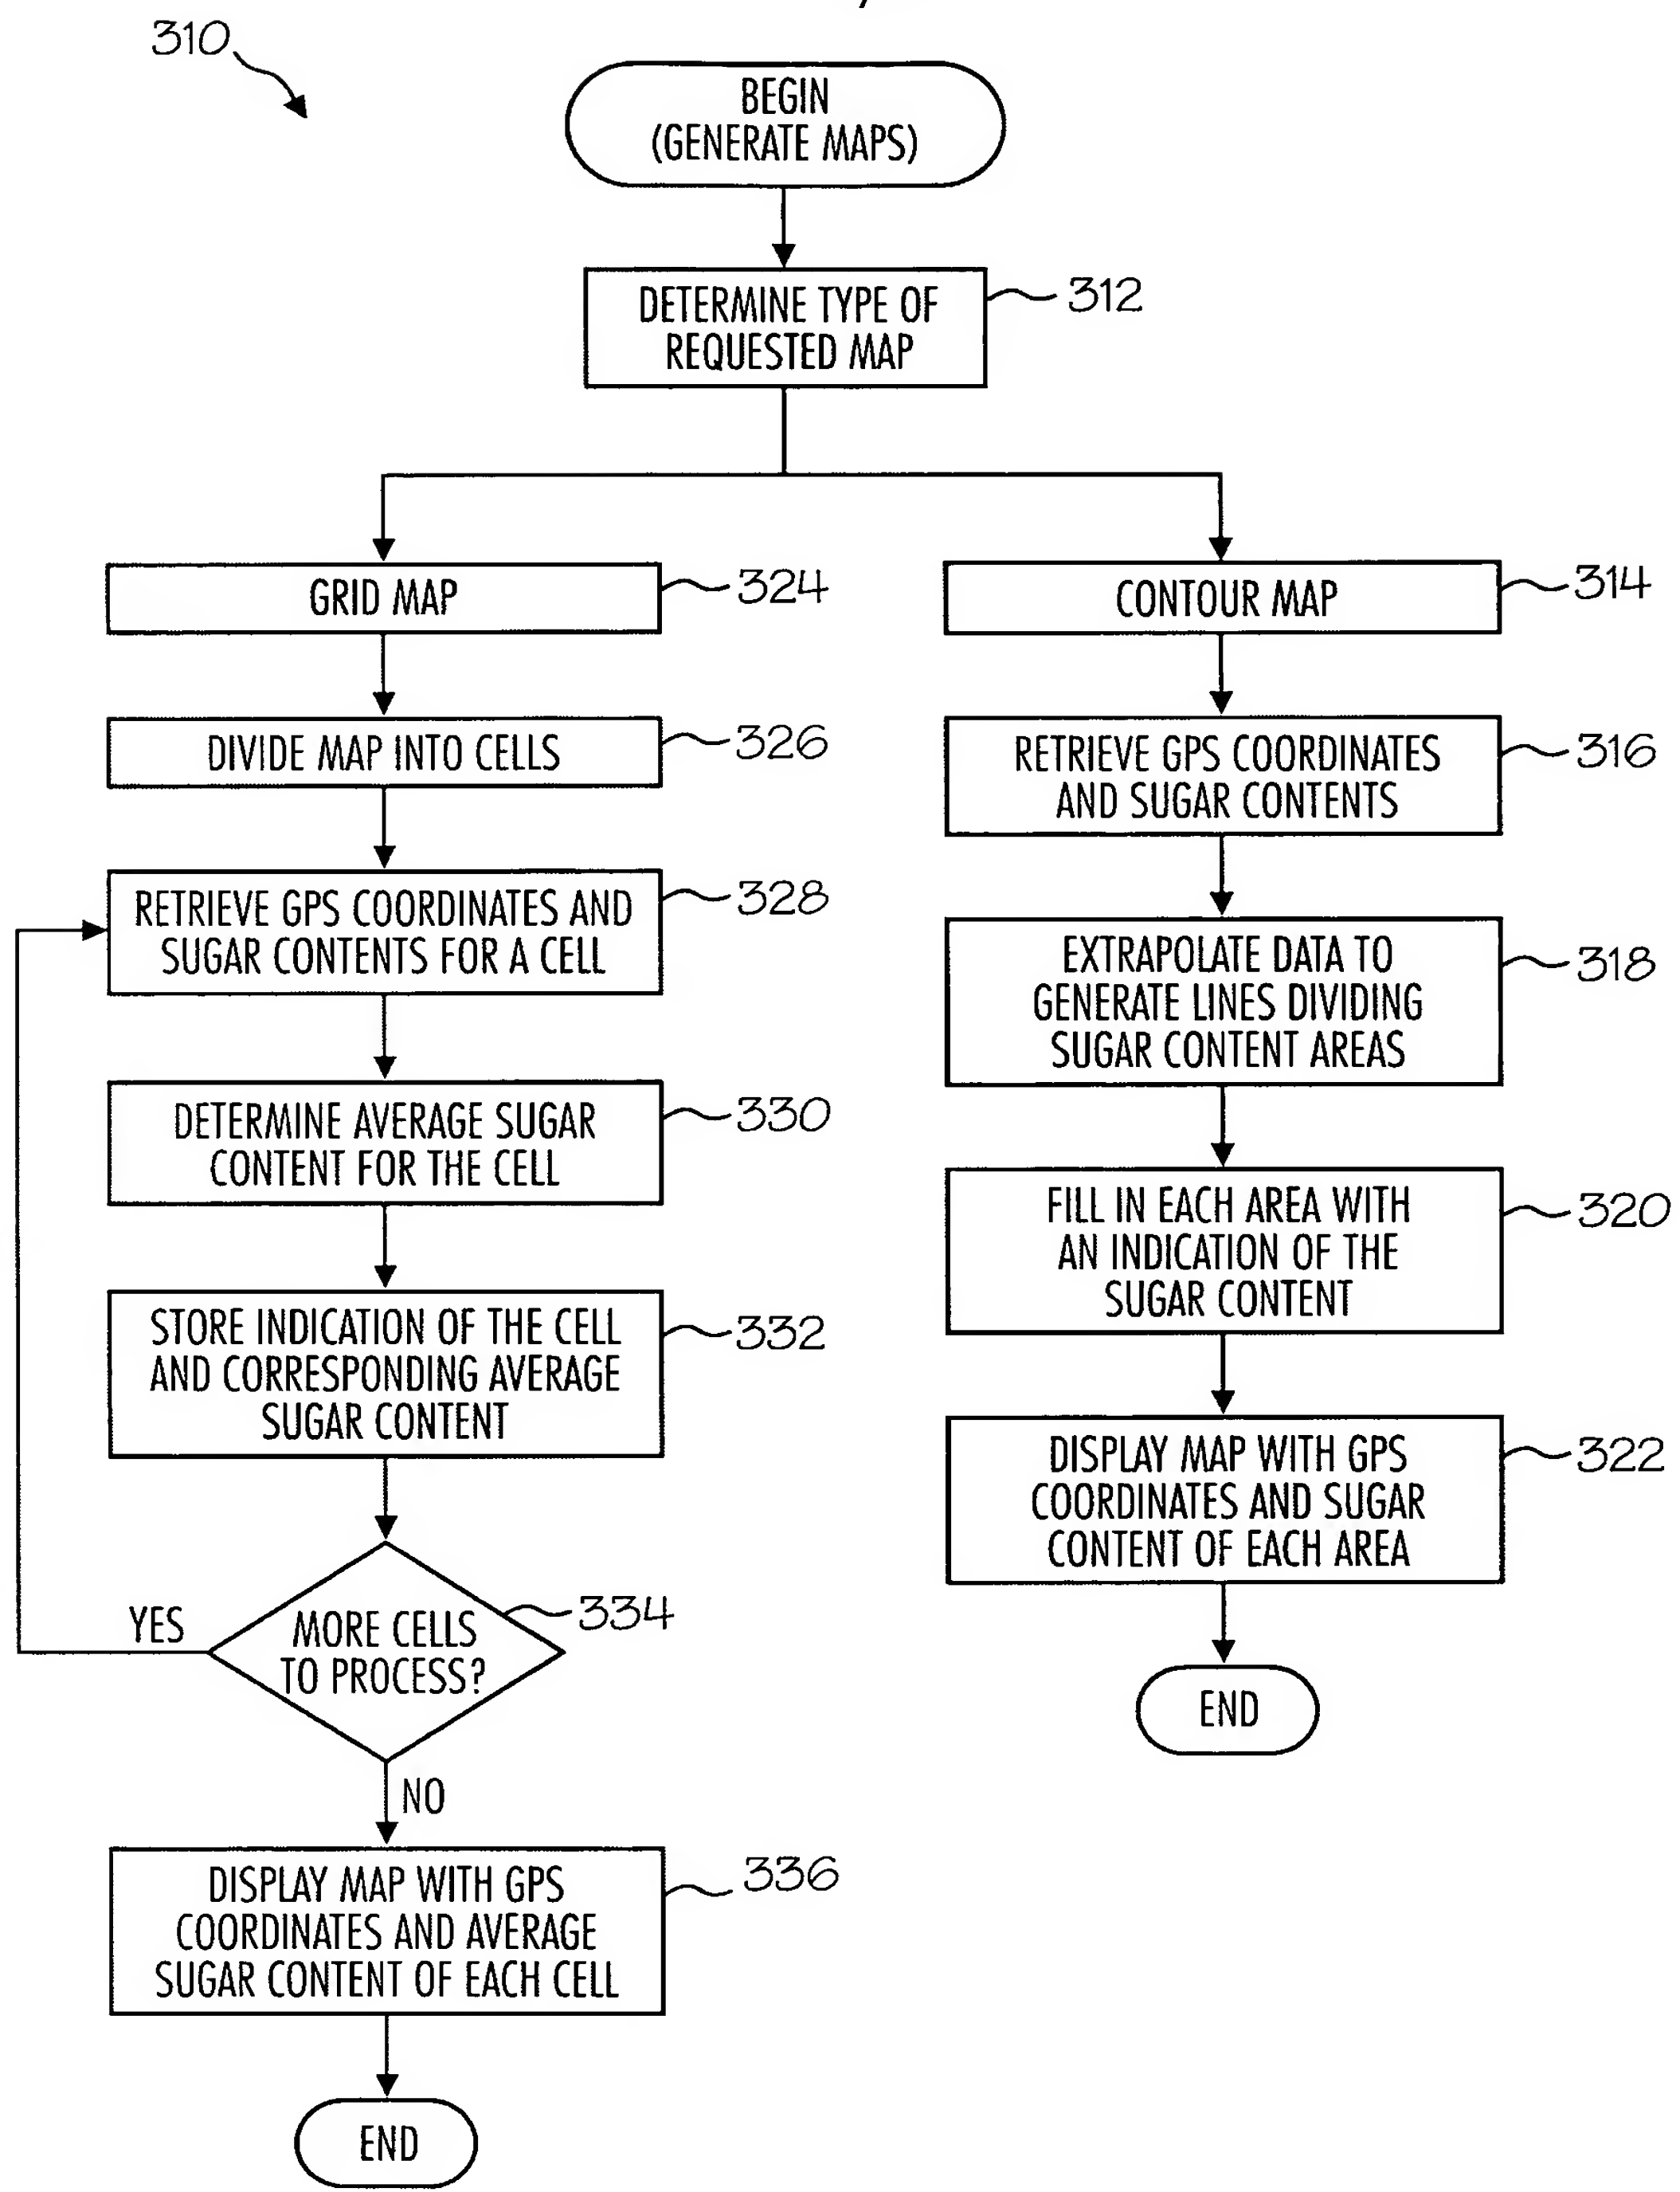 310
BEGIN
(GENERATE MAPS)
DETERMINE TYPE OF
REQUESTED MAP
312
GRID MAP
324
DIVIDE MAP INTO CELLS
326
RETRIEVE GPS COORDINATES AND
SUGAR CONTENTS FOR A CELL
328
DETERMINE AVERAGE SUGAR
CONTENT FOR THE CELL
330
STORE INDICATION OF THE CELL
AND CORRESPONDING AVERAGE
SUGAR CONTENT
332
MORE CELLS
TO PROCESS?
334
YES
NO
DISPLAY MAP WITH GPS
COORDINATES AND AVERAGE
SUGAR CONTENT OF EACH CELL
336
END
CONTOUR MAP
314
RETRIEVE GPS COORDINATES
AND SUGAR CONTENTS
316
EXTRAPOLATE DATA TO
GENERATE LINES DIVIDING
SUGAR CONTENT AREAS
318
FILL IN EACH AREA WITH
AN INDICATION OF THE
SUGAR CONTENT
320
DISPLAY MAP WITH GPS
COORDINATES AND SUGAR
CONTENT OF EACH AREA
322
END